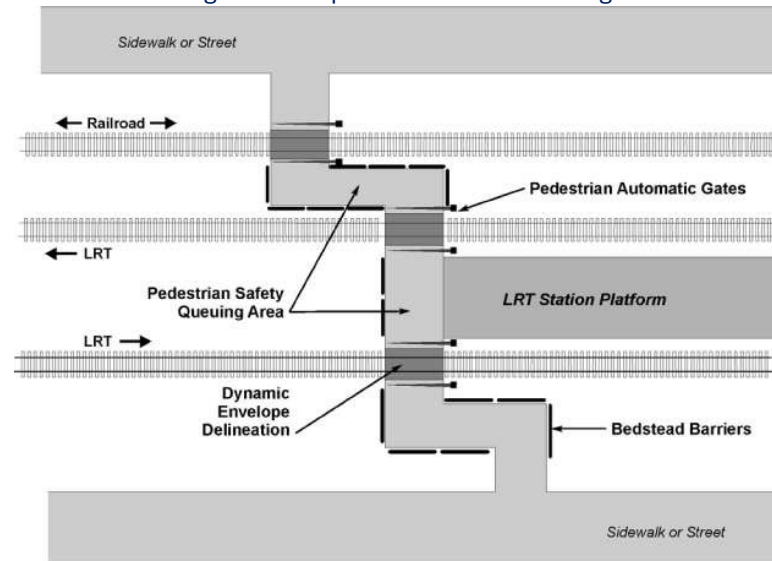 Sidewalk or Street
Railroad
Pedestrian Automatic Gates
LRT
Pedestrian Safety
Queuing Area
LRT Station Platform
LRT
Dynamic
Envelope
Delineation
Bedstead Barriers
Sidewalk or Street